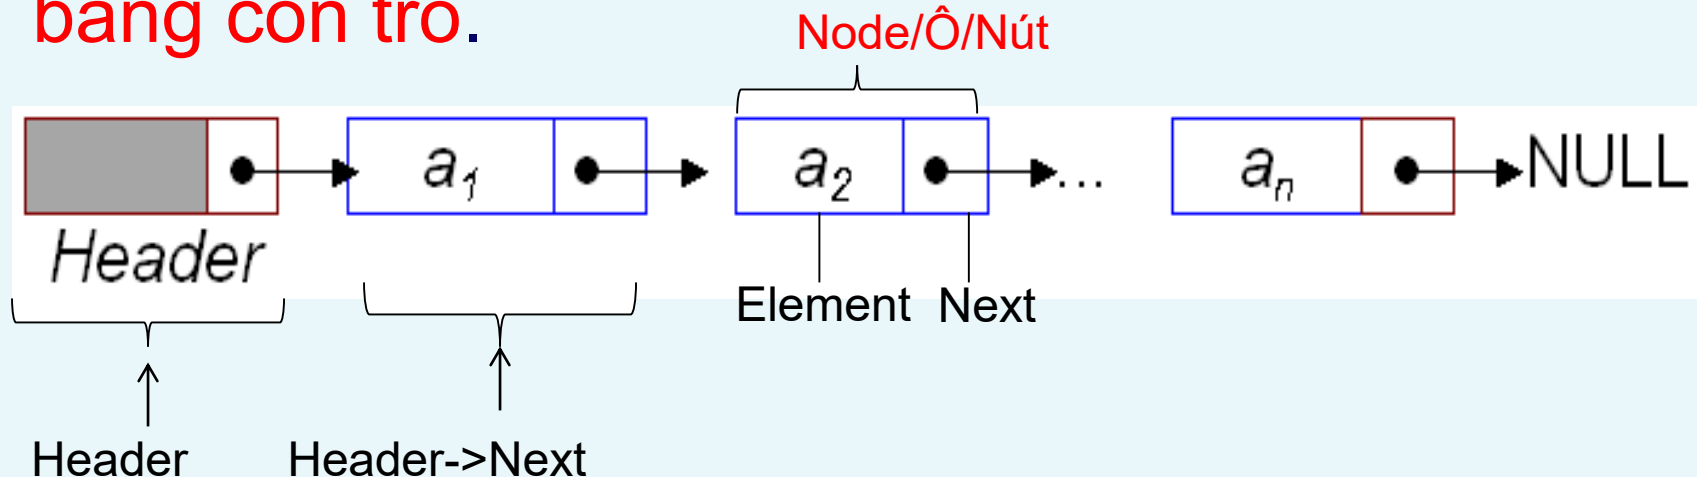 bằng con trỏ.
Node/Ô/Nút
a₁ a₂ ... aₙ NULL
Header
Element Next
Header Header->Next